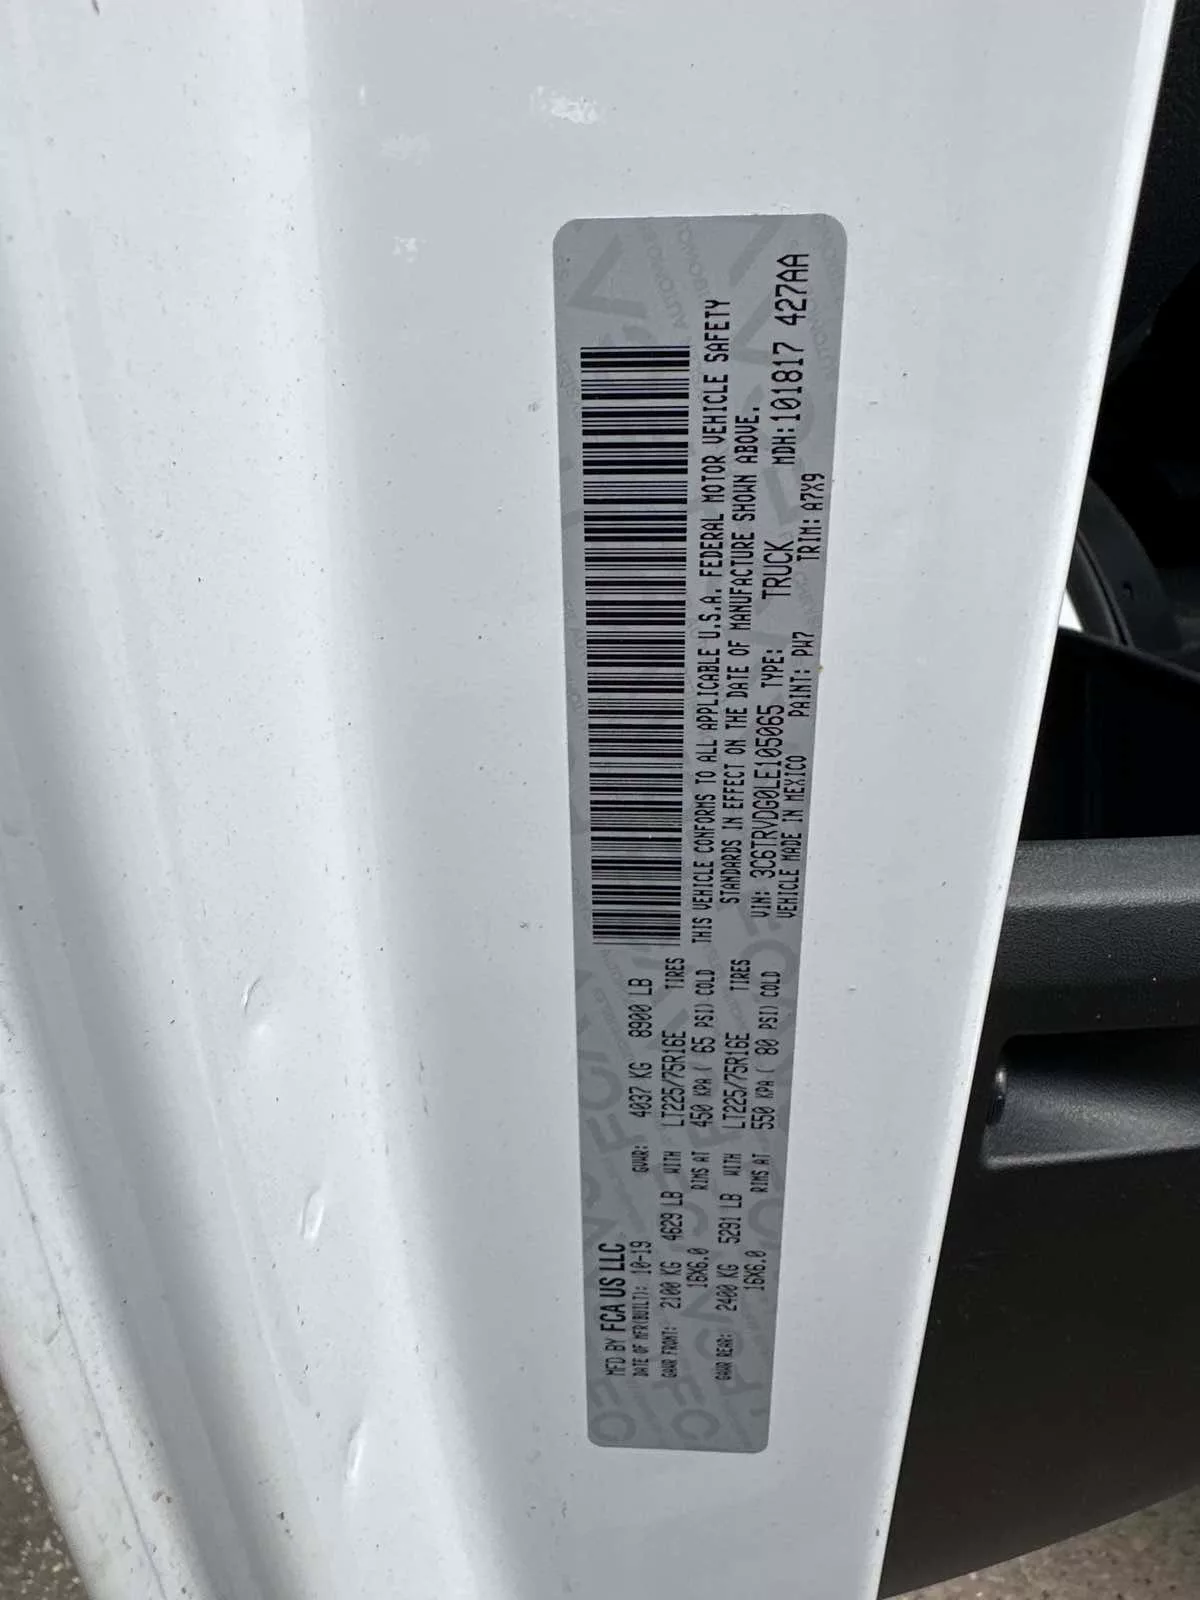 MFD BY FCA US LLC
DATE OF MFR(BUILT): 10-19 GVWR: 4037 KG 8900 LB
GAWR FRONT: 2100 KG 4629 LB WITH LT225/75R16E TIRES
16X6.0 RIMS AT 450 KPA ( 65 PSI) COLD
GAWR REAR: 2400 KG 5291 LB WITH LT225/75R16E TIRES
16X6.0 RIMS AT 550 KPA ( 80 PSI) COLD
THIS VEHICLE CONFORMS TO ALL APPLICABLE U.S.A. FEDERAL MOTOR VEHICLE SAFETY
STANDARDS IN EFFECT ON THE DATE OF MANUFACTURE SHOWN ABOVE.
VIN: 3C6TRVDG0LE105065 TYPE: TRUCK MDH: 101817 427AA
VEHICLE MADE IN MEXICO PAINT: PW7 TRIM: A7X9